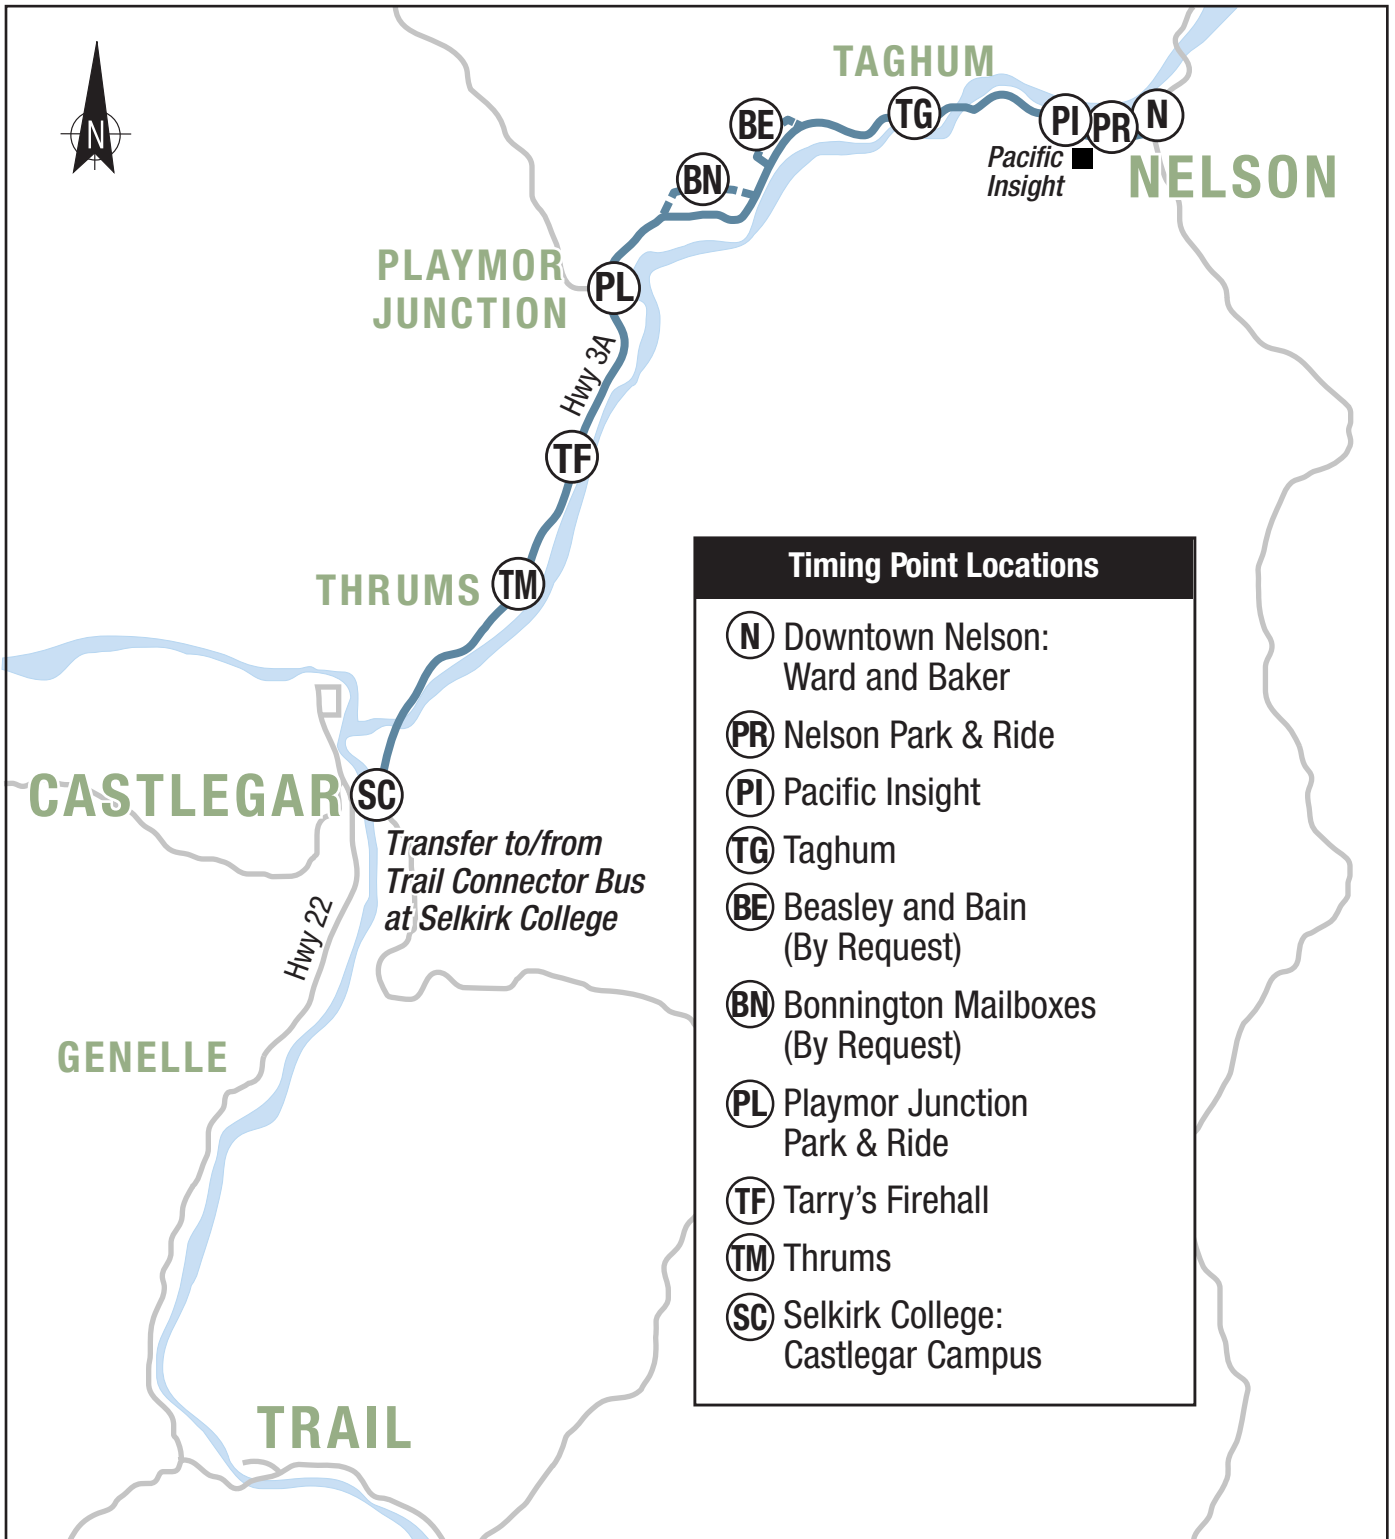 N
TAGHUM
BE
TG
PI
PR
N
Pacific
Insight
NELSON
BN
PLAYMOR
JUNCTION
PL
Hwy 3A
TF
THRUMS
TM
CASTLEGAR
SC
Transfer to/from
Trail Connector Bus
at Selkirk College
Hwy 22
GENELLE
TRAIL
Timing Point Locations
N Downtown Nelson:
Ward and Baker
PR Nelson Park & Ride
PI Pacific Insight
TG Taghum
BE Beasley and Bain
(By Request)
BN Bonnington Mailboxes
(By Request)
PL Playmor Junction
Park & Ride
TF Tarry’s Firehall
TM Thrums
SC Selkirk College:
Castlegar Campus